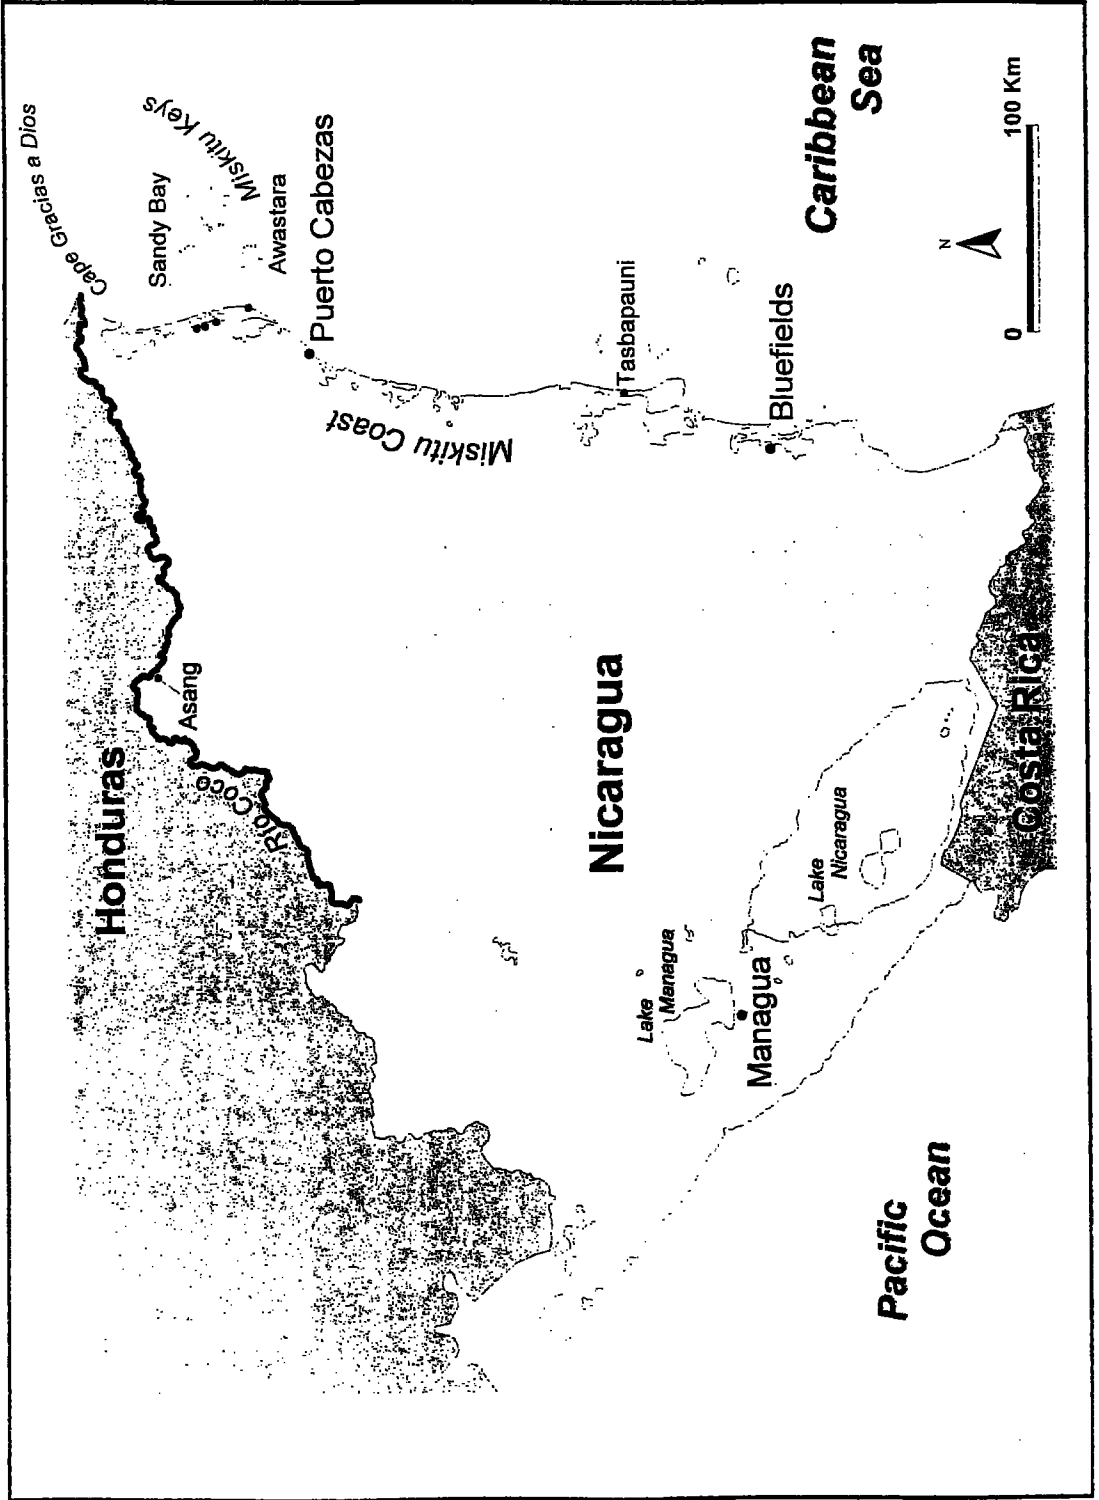 Cape Gracias a Dios
Miskitu Keys
Sandy Bay
Awastara
Puerto Cabezas
Honduras
Asang
Río Coco
Miskitu Coast
Nicaragua
Tasbapauni
Bluefields
Caribbean
Sea
Lake
Managua
Managua
Lake
Nicaragua
Costa Rica
Pacific
Ocean
N
0
100 Km